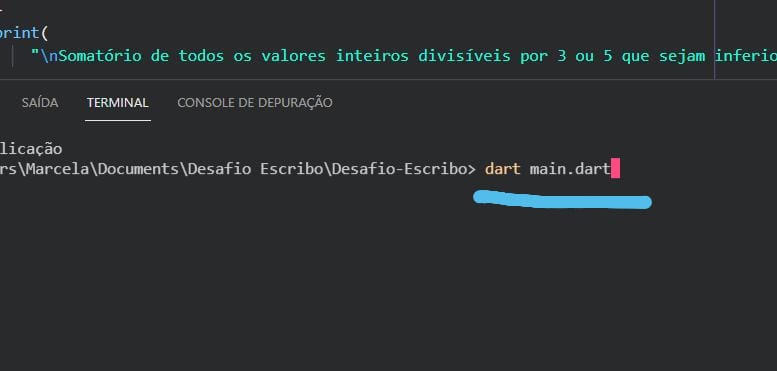 print(
"\nSomatório de todos os valores inteiros divisíveis por 3 ou 5 que sejam inferio
SAÍDA TERMINAL CONSOLE DE DEPURAÇÃO
licação
rs\Marcela\Documents\Desafio Escribo\Desafio-Escribo> dart main.dart